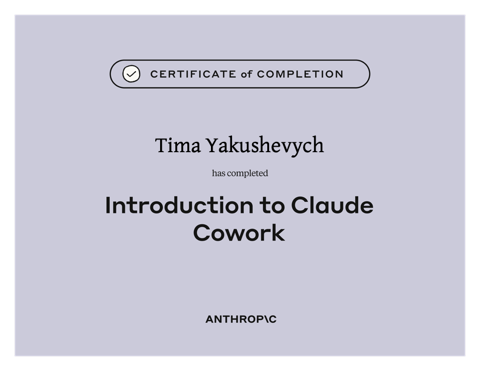 CERTIFICATE of COMPLETION
Tima Yakushevych
has completed
Introduction to Claude
Cowork
ANTHROP\C